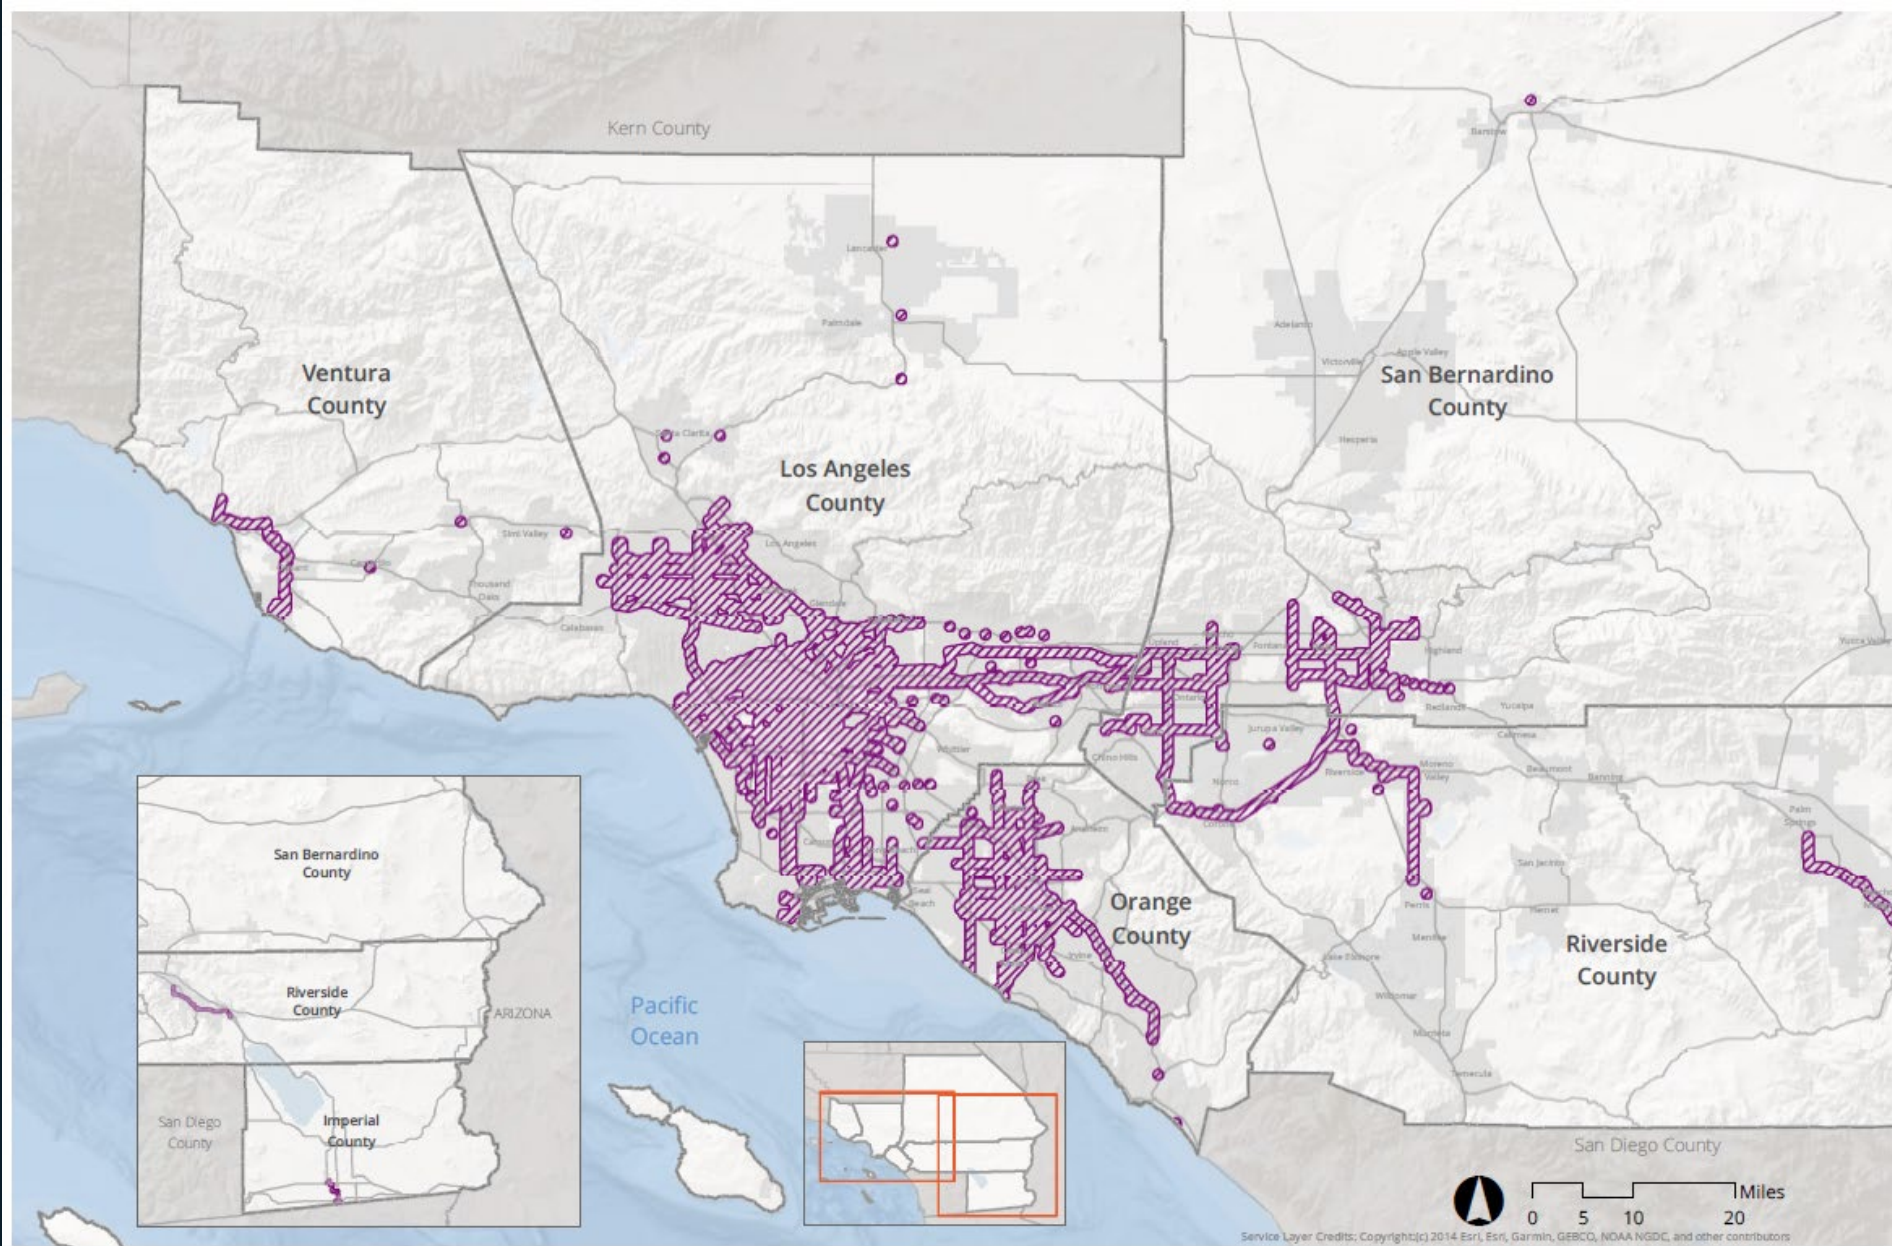 Kern County
Barstow
Lancaster
Palmdale
Adelanto
Victorville
Apple Valley
Ventura
County
San Bernardino
County
Hesperia
Los Angeles
County
Simi Valley
Los Angeles
Thousand
Oaks
Glendale
Calabasas
Upland
Fontana
Highland
Yucca Valley
Ontario
Redlands
Yucaipa
Whittier
Jurupa Valley
Calimesa
Chino Hills
Norco
Riverside
Moreno
Valley
Beaumont
Banning
Brea
Palm
Springs
Anaheim
Corona
San Jacinto
Seal
Beach
Perris
Hemet
Orange
County
Irvine
Menifee
Lake Elsinore
Riverside
County
Wildomar
Murrieta
Temecula
Pacific
Ocean
San Diego County
San Bernardino
County
Riverside
County
ARIZONA
San Diego
County
Imperial
County
Miles
0 5 10 20
Service Layer Credits: Copyright:(c) 2014 Esri, Esri, Garmin, GEBCO, NOAA NGDC, and other contributors